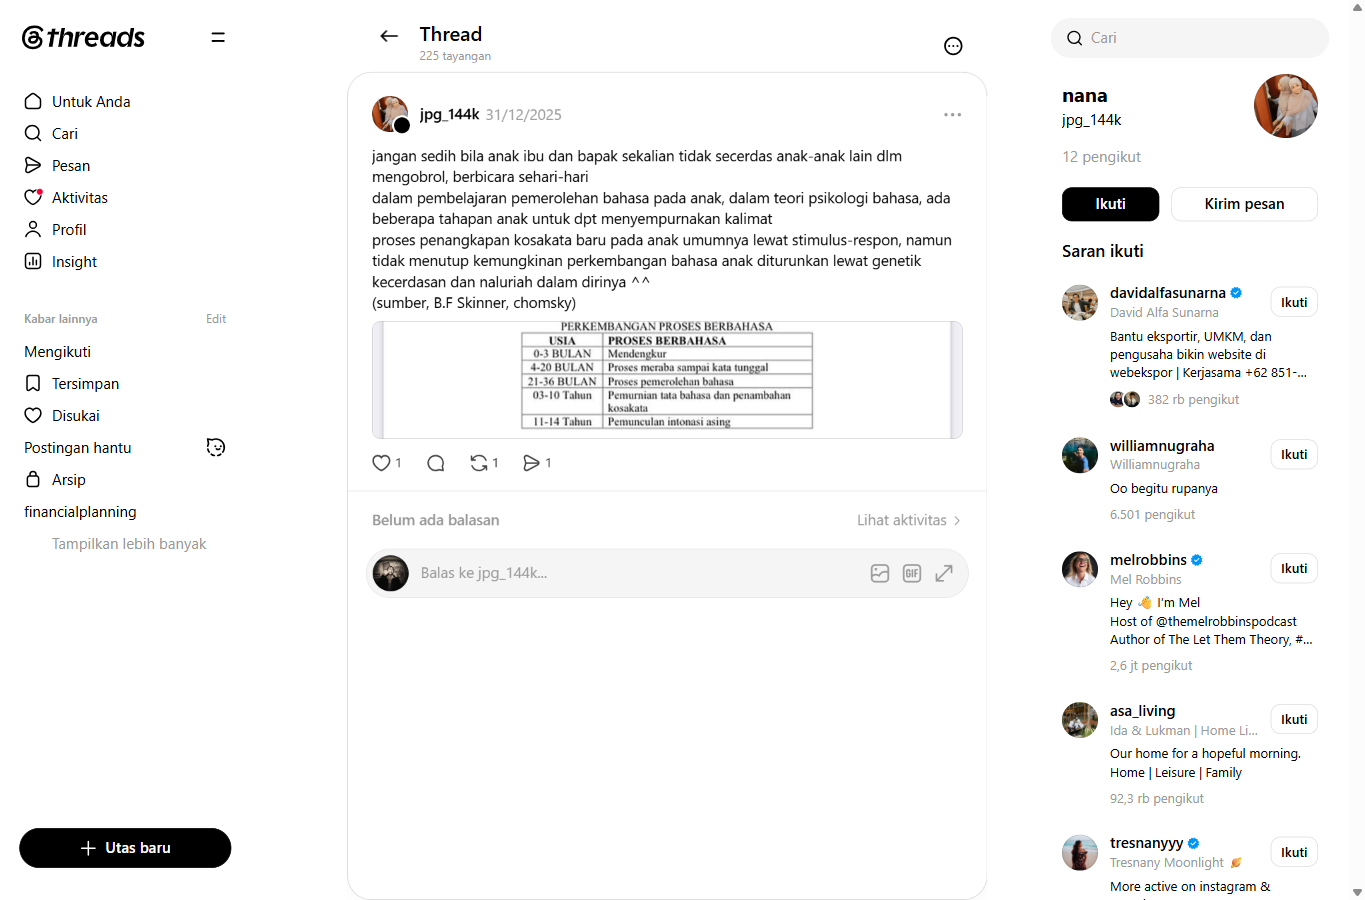 threads
Untuk Anda
Cari
Pesan
Aktivitas
Profil
Insight
Kabar lainnya
Edit
Mengikuti
Tersimpan
Disukai
Postingan hantu
Arsip
financialplanning
Tampilkan lebih banyak
Utas baru
Thread
225 tayangan
jpg_144k 31/12/2025
jangan sedih bila anak ibu dan bapak sekalian tidak secerdas anak-anak lain dlm
mengobrol, berbicara sehari-hari
dalam pembelajaran pemerolehan bahasa pada anak, dalam teori psikologi bahasa, ada
beberapa tahapan anak untuk dpt menyempurnakan kalimat
proses penangkapan kosakata baru pada anak umumnya lewat stimulus-respon, namun
tidak menutup kemungkinan perkembangan bahasa anak diturunkan lewat genetik
kecerdasan dan naluriah dalam dirinya ^^
(sumber, B.F Skinner, chomsky)
PERKEMBANGAN PROSES BERBAHASA
USIA PROSES BERBAHASA
0-3 BULAN Mendengkur
4-20 BULAN Proses meraba sampai kata tunggal
21-36 BULAN Proses pemerolehan bahasa
03-10 Tahun Pemurnian tata bahasa dan penambahan
kosakata
11-14 Tahun Pemunculan intonasi asing
1 1 1
Belum ada balasan
Lihat aktivitas
Balas ke jpg_144k...
GIF
Cari
nana
jpg_144k
12 pengikut
Ikuti
Kirim pesan
Saran ikuti
davidalfasunarna
David Alfa Sunarna
Ikuti
Bantu eksportir, UMKM, dan
pengusaha bikin website di
webekspor | Kerjasama +62 851-...
382 rb pengikut
williamnugraha
Williamnugraha
Ikuti
Oo begitu rupanya
6.501 pengikut
melrobbins
Mel Robbins
Ikuti
Hey 👋 I'm Mel
Host of @themelrobbinspodcast
Author of The Let Them Theory, #...
2,6 jt pengikut
asa_living
Ida & Lukman | Home Li...
Ikuti
Our home for a hopeful morning.
Home | Leisure | Family
92,3 rb pengikut
tresnanyyy
Tresnany Moonlight
Ikuti
More active on instagram &